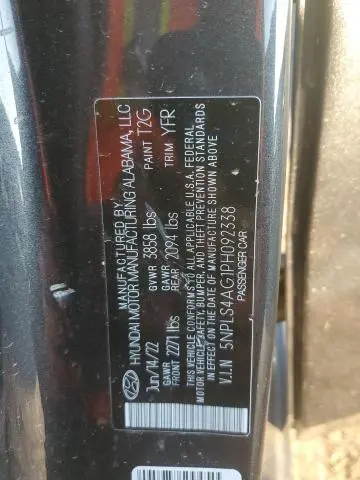 MANUFACTURED BY
HYUNDAI MOTOR MANUFACTURING ALABAMA, LLC
Jun/14/22 GVWR 3858 lbs PAINT T2G
GAWR FRONT 2271 lbs GAWR REAR 2094 lbs TRIM YFR
THIS VEHICLE CONFORMS TO ALL APPLICABLE U.S.A. FEDERAL
MOTOR VEHICLE SAFETY, BUMPER, AND THEFT PREVENTION STANDARDS
IN EFFECT ON THE DATE OF MANUFACTURE SHOWN ABOVE.
V.I.N 5NPLS4AG1PH092338
PASSENGER CAR